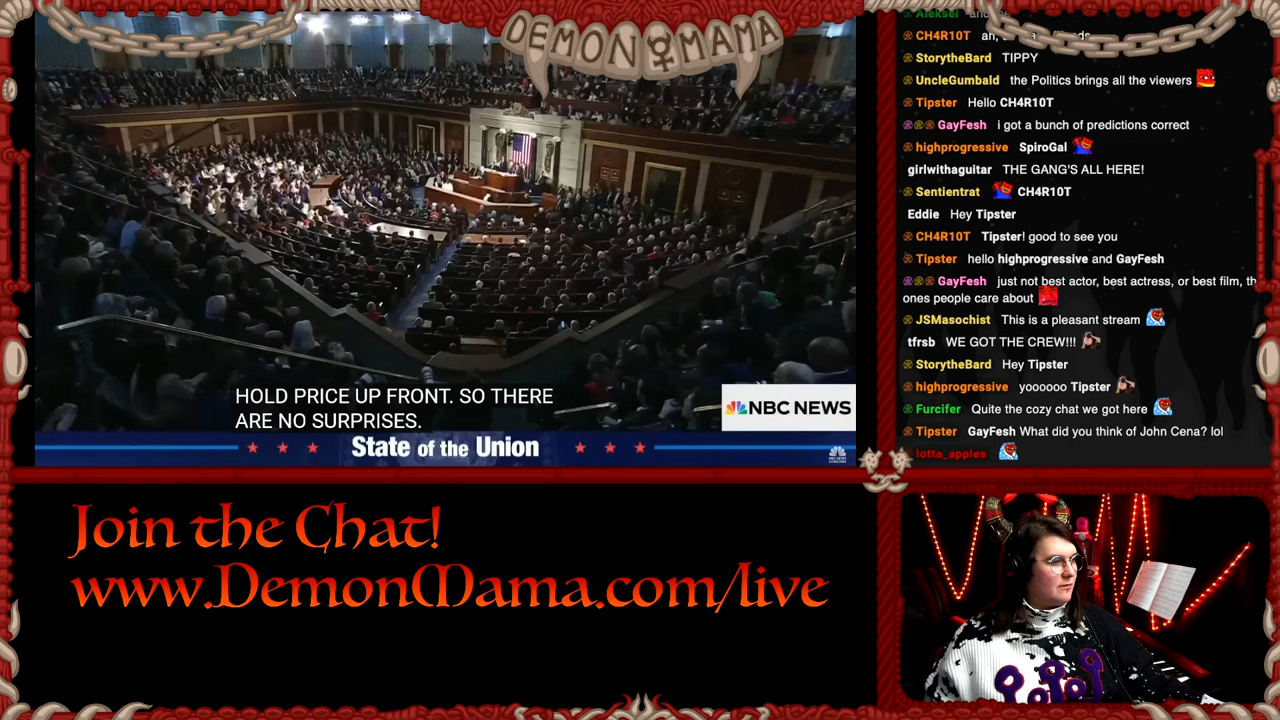 DEMON MAMA
HOLD PRICE UP FRONT. SO THERE
ARE NO SURPRISES.
NBC NEWS
State of the Union
Join the Chat!
www.DemonMama.com/live
Aleksei
CH4R10T ah,
StorytheBard TIPPY
UncleGumbald the Politics brings all the viewers
Tipster Hello CH4R10T
GayFesh i got a bunch of predictions correct
highprogressive SpiroGal
girlwithaguitar THE GANG'S ALL HERE!
Sentientrat CH4R10T
Eddie Hey Tipster
CH4R10T Tipster! good to see you
Tipster hello highprogressive and GayFesh
GayFesh just not best actor, best actress, or best film, th
ones people care about
JSMasochist This is a pleasant stream
tfrsb WE GOT THE CREW!!!
StorytheBard Hey Tipster
highprogressive yoooooo Tipster
Furcifer Quite the cozy chat we got here
Tipster GayFesh What did you think of John Cena? lol
lotta_apples